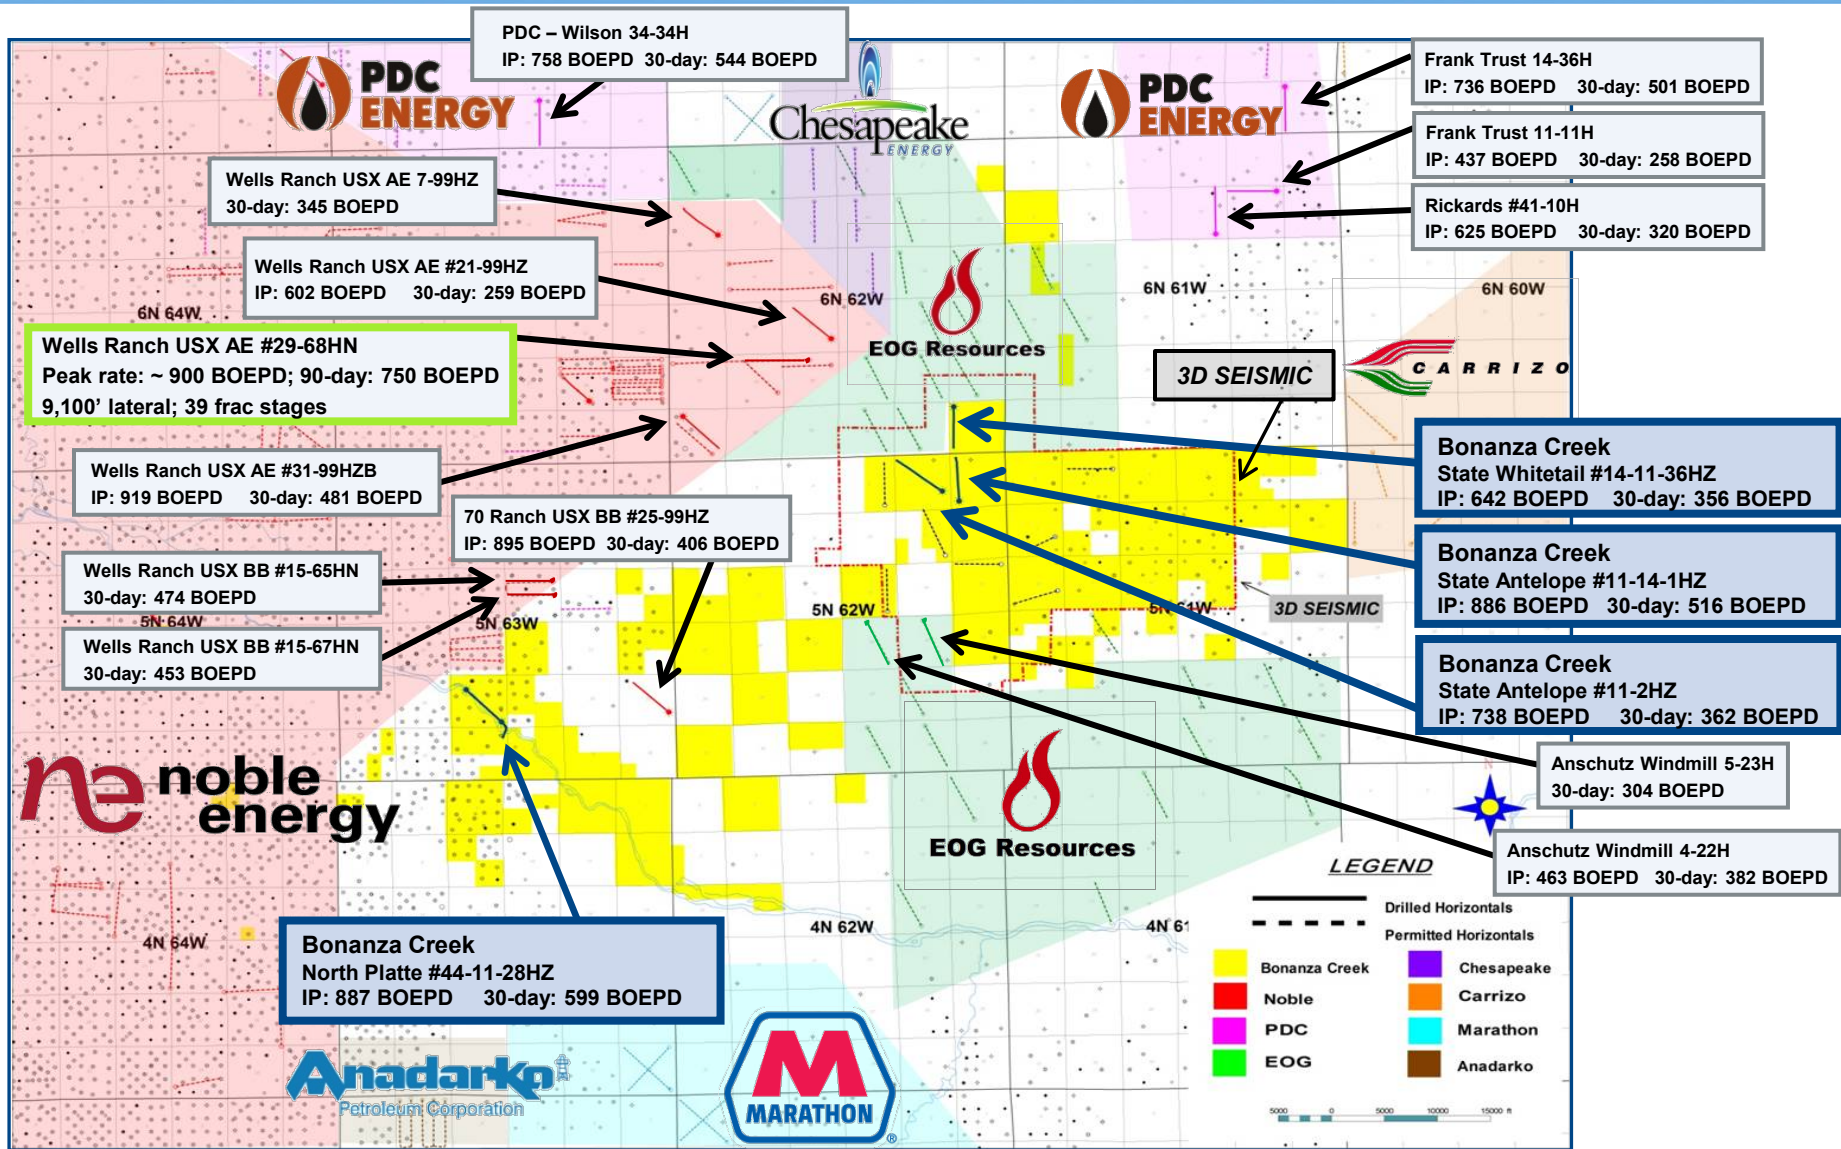 PDC – Wilson 34-34H
IP: 758 BOEPD 30-day: 544 BOEPD
PDC
ENERGY
Chesapeake
ENERGY
PDC
ENERGY
Frank Trust 14-36H
IP: 736 BOEPD 30-day: 501 BOEPD
Frank Trust 11-11H
IP: 437 BOEPD 30-day: 258 BOEPD
Rickards #41-10H
IP: 625 BOEPD 30-day: 320 BOEPD
Wells Ranch USX AE 7-99HZ
30-day: 345 BOEPD
Wells Ranch USX AE #21-99HZ
IP: 602 BOEPD 30-day: 259 BOEPD
6N 64W
6N 62W
6N 61W
6N 60W
Wells Ranch USX AE #29-68HN
Peak rate: ~ 900 BOEPD; 90-day: 750 BOEPD
9,100’ lateral; 39 frac stages
EOG Resources
3D SEISMIC
CARRIZO
Wells Ranch USX AE #31-99HZB
IP: 919 BOEPD 30-day: 481 BOEPD
Bonanza Creek
State Whitetail #14-11-36HZ
IP: 642 BOEPD 30-day: 356 BOEPD
70 Ranch USX BB #25-99HZ
IP: 895 BOEPD 30-day: 406 BOEPD
Bonanza Creek
State Antelope #11-14-1HZ
IP: 886 BOEPD 30-day: 516 BOEPD
Wells Ranch USX BB #15-65HN
30-day: 474 BOEPD
5N 64W
5N 63W
5N 62W
5N 61W
3D SEISMIC
Wells Ranch USX BB #15-67HN
30-day: 453 BOEPD
Bonanza Creek
State Antelope #11-2HZ
IP: 738 BOEPD 30-day: 362 BOEPD
Anschutz Windmill 5-23H
30-day: 304 BOEPD
noble
energy
EOG Resources
Anschutz Windmill 4-22H
IP: 463 BOEPD 30-day: 382 BOEPD
4N 64W
4N 62W
4N 61
Bonanza Creek
North Platte #44-11-28HZ
IP: 887 BOEPD 30-day: 599 BOEPD
LEGEND
Drilled Horizontals
Permitted Horizontals
Bonanza Creek
Chesapeake
Noble
Carrizo
PDC
Marathon
EOG
Anadarko
5000 0 5000 10000 15000 ft
Anadarko
Petroleum Corporation
MARATHON
®